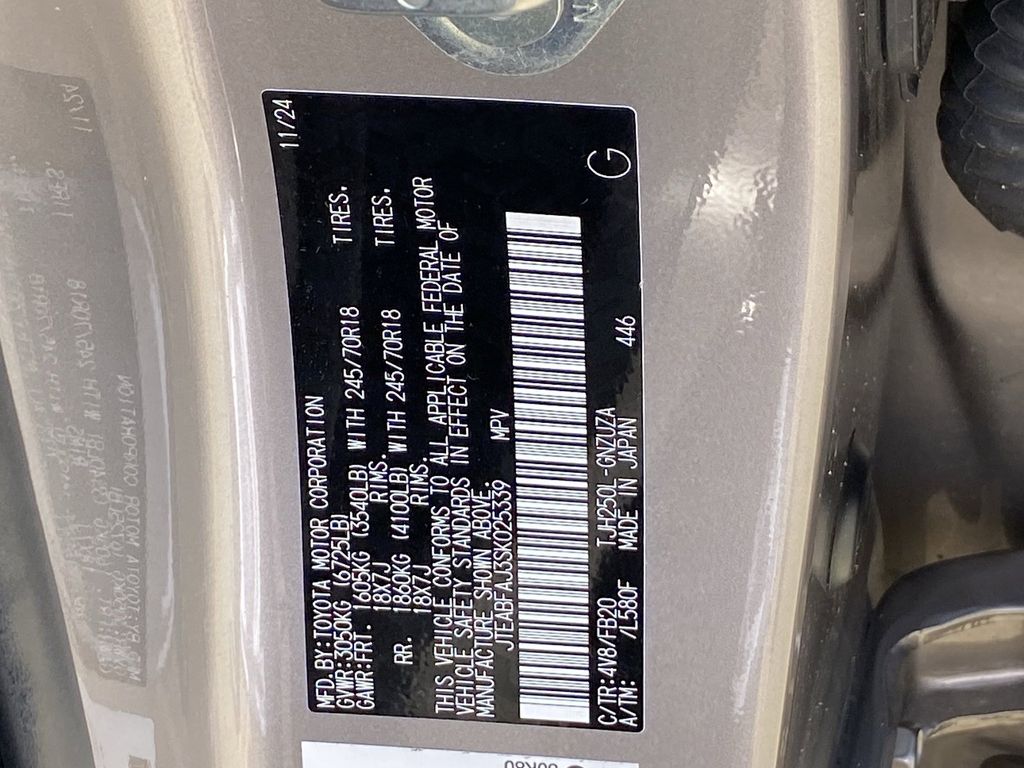 MFD.BY:TOYOTA MOTOR CORPORATION 11/24
GVWR:3050KG (6725LB)
GAWR:FRT. 1605KG (3540LB) WITH 245/70R18 TIRES.
18X7J RIMS.
RR. 1860KG (4100LB) WITH 245/70R18 TIRES.
18X7J RIMS.
THIS VEHICLE CONFORMS TO ALL APPLICABLE FEDERAL MOTOR
VEHICLE SAFETY STANDARDS IN EFFECT ON THE DATE OF
MANUFACTURE SHOWN ABOVE.
JTEABFAJ3SK025339 MPV
G
C/TR:4V8/FB20 TJH250L-GNZUZA 446
A/TM: /L580F MADE IN JAPAN